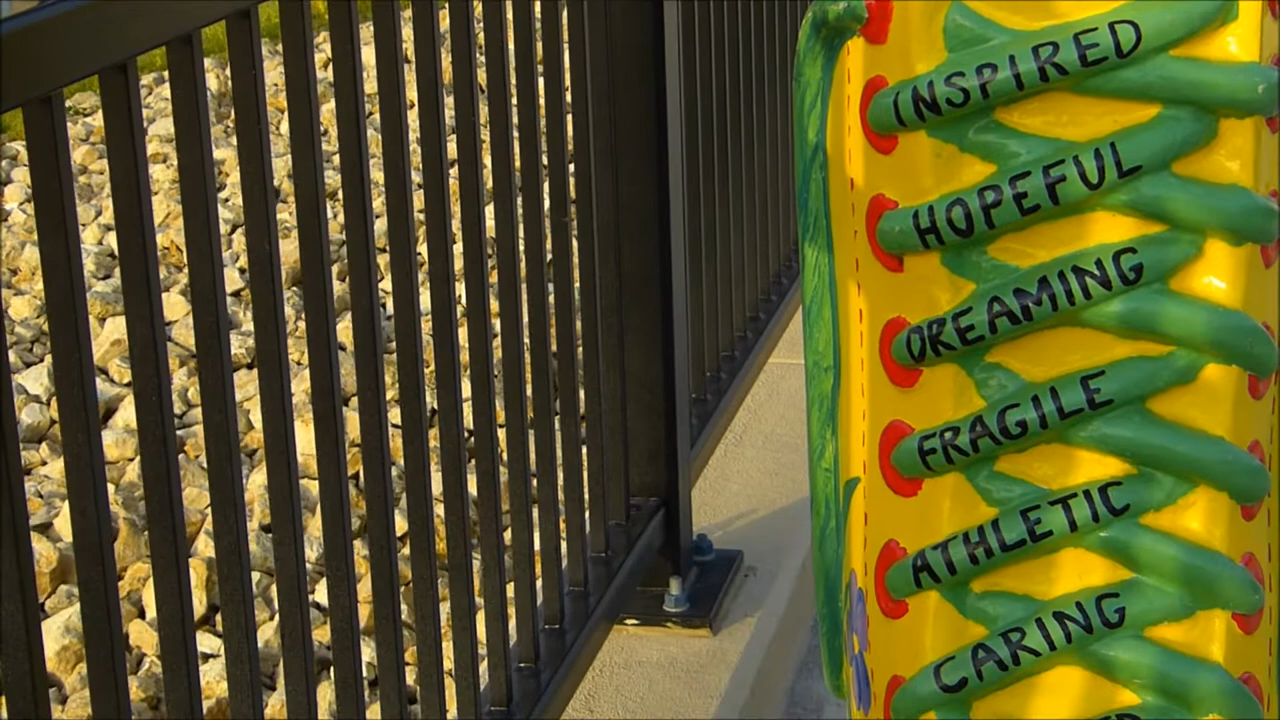 INSPIRED
HOPEFUL
DREAMING
FRAGILE
ATHLETIC
CARING